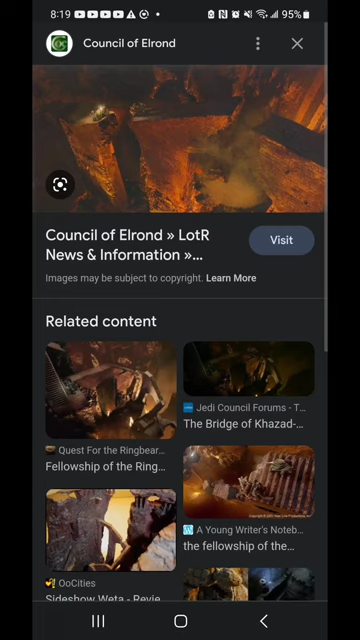 8:19
95%
Council of Elrond
Council of Elrond » LotR
News & Information »...
Visit
Images may be subject to copyright. Learn More
Related content
Quest For the Ringbear...
Fellowship of the Ring...
Jedi Council Forums - T...
The Bridge of Khazad-...
A Young Writer's Noteb...
the fellowship of the...
OoCities
Sideshow Weta - Revie